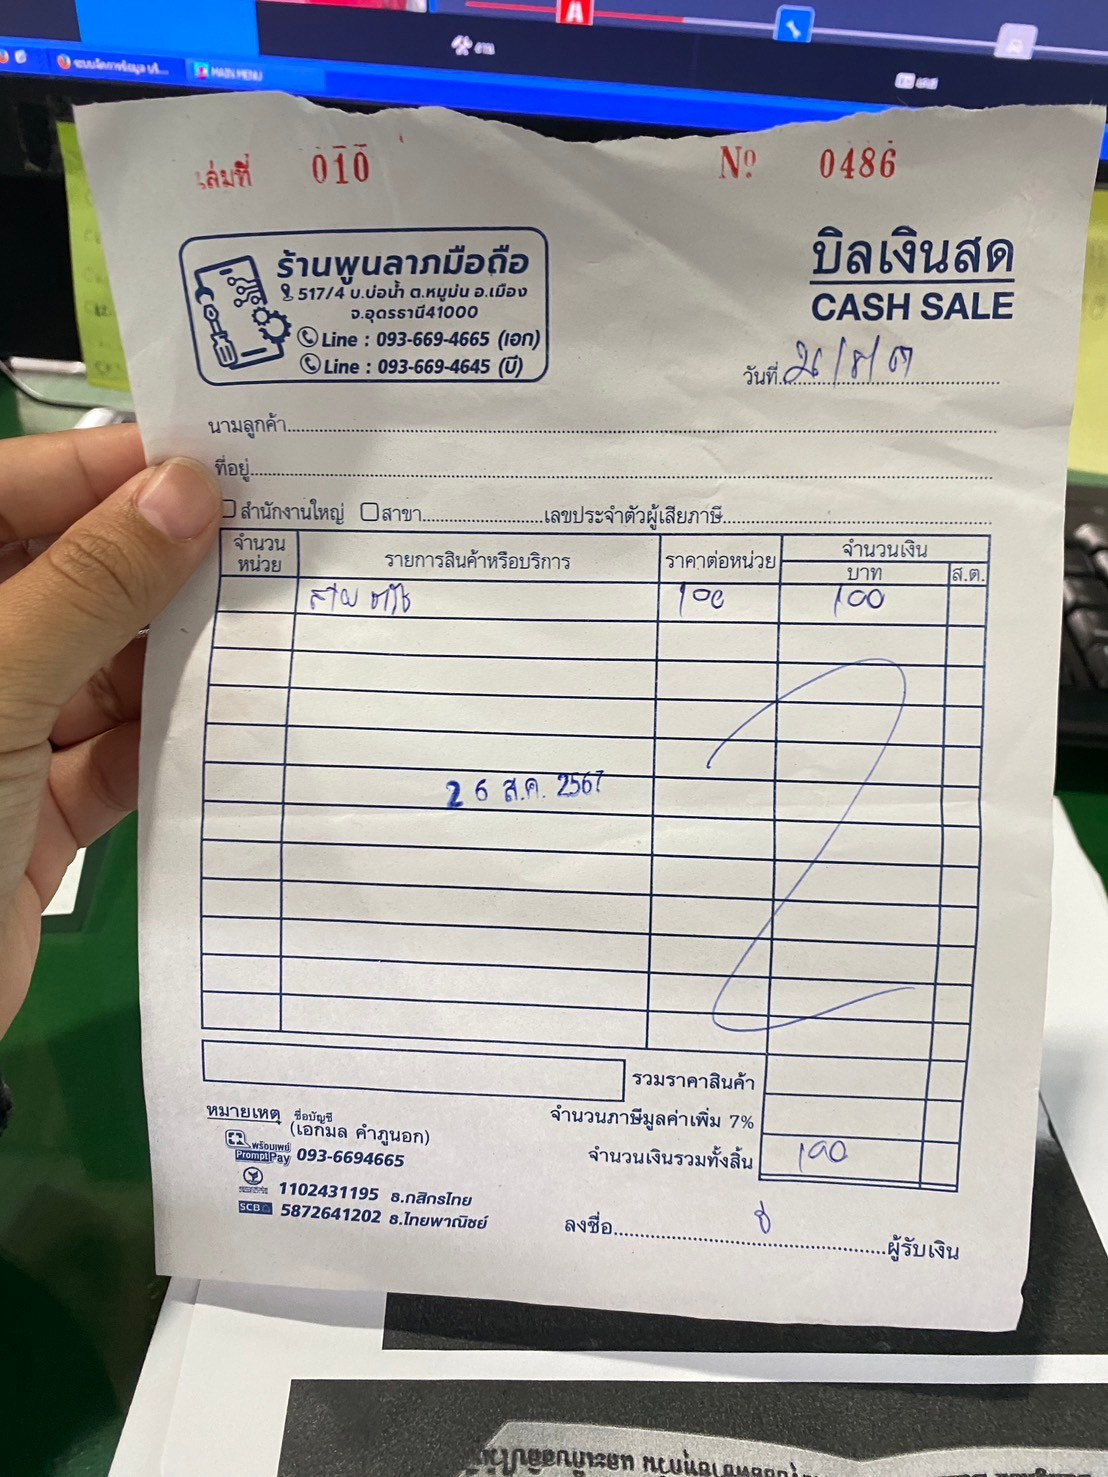 MAIN MENU
เล่มที่ 010 Nº 0486
ร้านพูนลาภมือถือ
517/4 บ.บ่อน้ำ ต.หมูม่น อ.เมือง
จ.อุดรธานี41000
Line : 093-669-4665 (เอก)
Line : 093-669-4645 (บี)
บิลเงินสด
CASH SALE
วันที่
นามลูกค้า
ที่อยู่
สำนักงานใหญ่ สาขา เลขประจำตัวผู้เสียภาษี
จำนวนหน่วย รายการสินค้าหรือบริการ ราคาต่อหน่วย จำนวนเงิน
บาท ส.ต.
สาย 100 100
26 ส.ค. 2567
รวมราคาสินค้า
จำนวนภาษีมูลค่าเพิ่ม 7%
จำนวนเงินรวมทั้งสิ้น 100
หมายเหตุ ชื่อบัญชี
(เอกมล คำภูนอก)
พร้อมเพย์
PromptPay 093-6694665
1102431195 ธ.กสิกรไทย
SCB 5872641202 ธ.ไทยพาณิชย์
ลงชื่อ บี ผู้รับเงิน